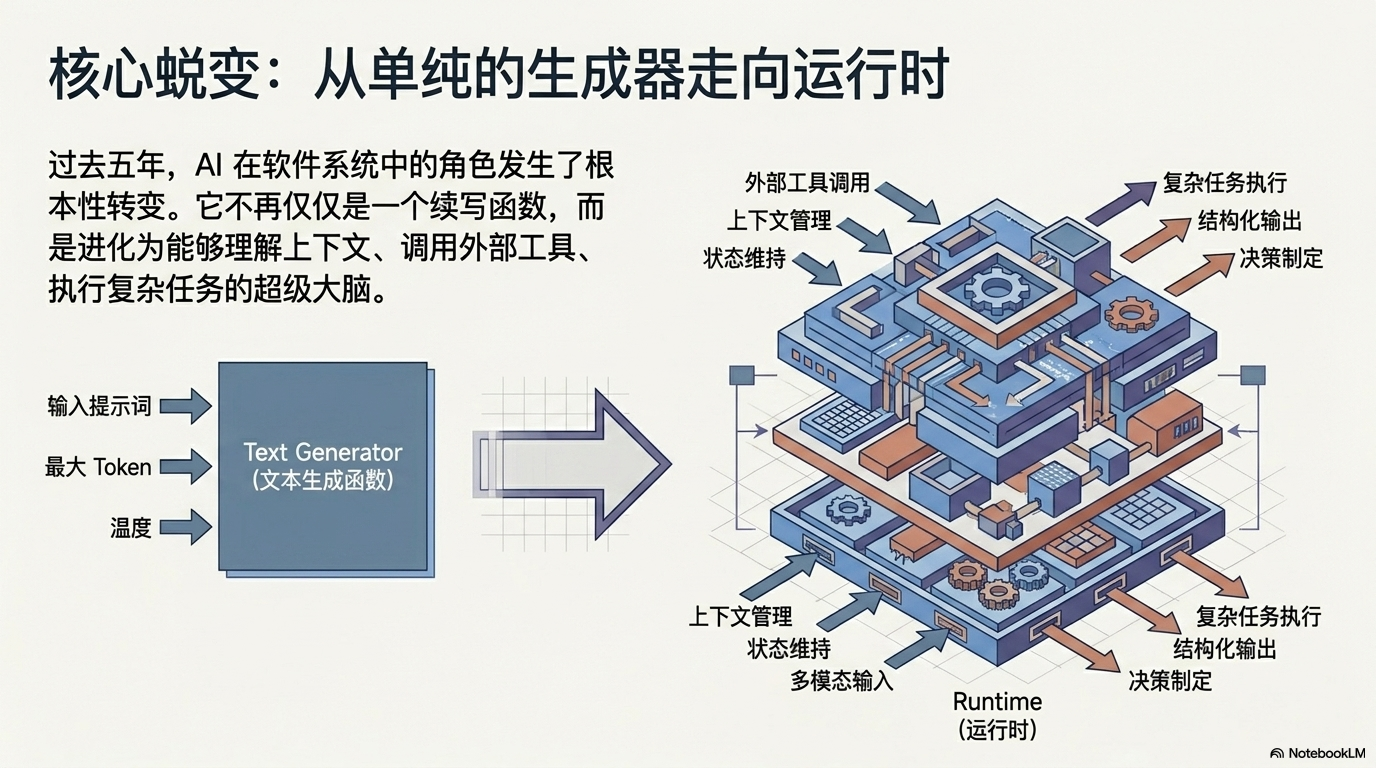 核心蜕变：从单纯的生成器走向运行时
过去五年，AI 在软件系统中的角色发生了根
本性转变。它不再仅仅是一个续写函数，而
是进化为能够理解上下文、调用外部工具、
执行复杂任务的超级大脑。
输入提示词
最大 Token
温度
Text Generator
(文本生成函数)
外部工具调用
上下文管理
状态维持
复杂任务执行
结构化输出
决策制定
上下文管理
状态维持
多模态输入
复杂任务执行
结构化输出
决策制定
Runtime
(运行时)
NotebookLM